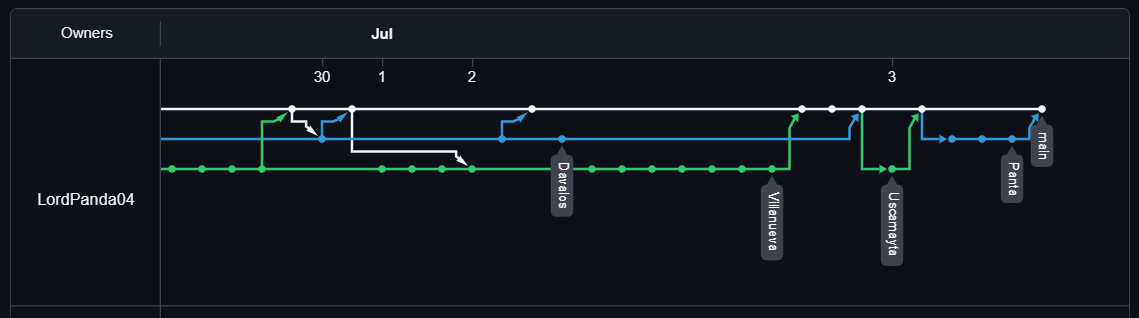 Owners
Jul
30
1
2
3
LordPanda04
Davalos
Villanueva
Uscamayta
Panta
main